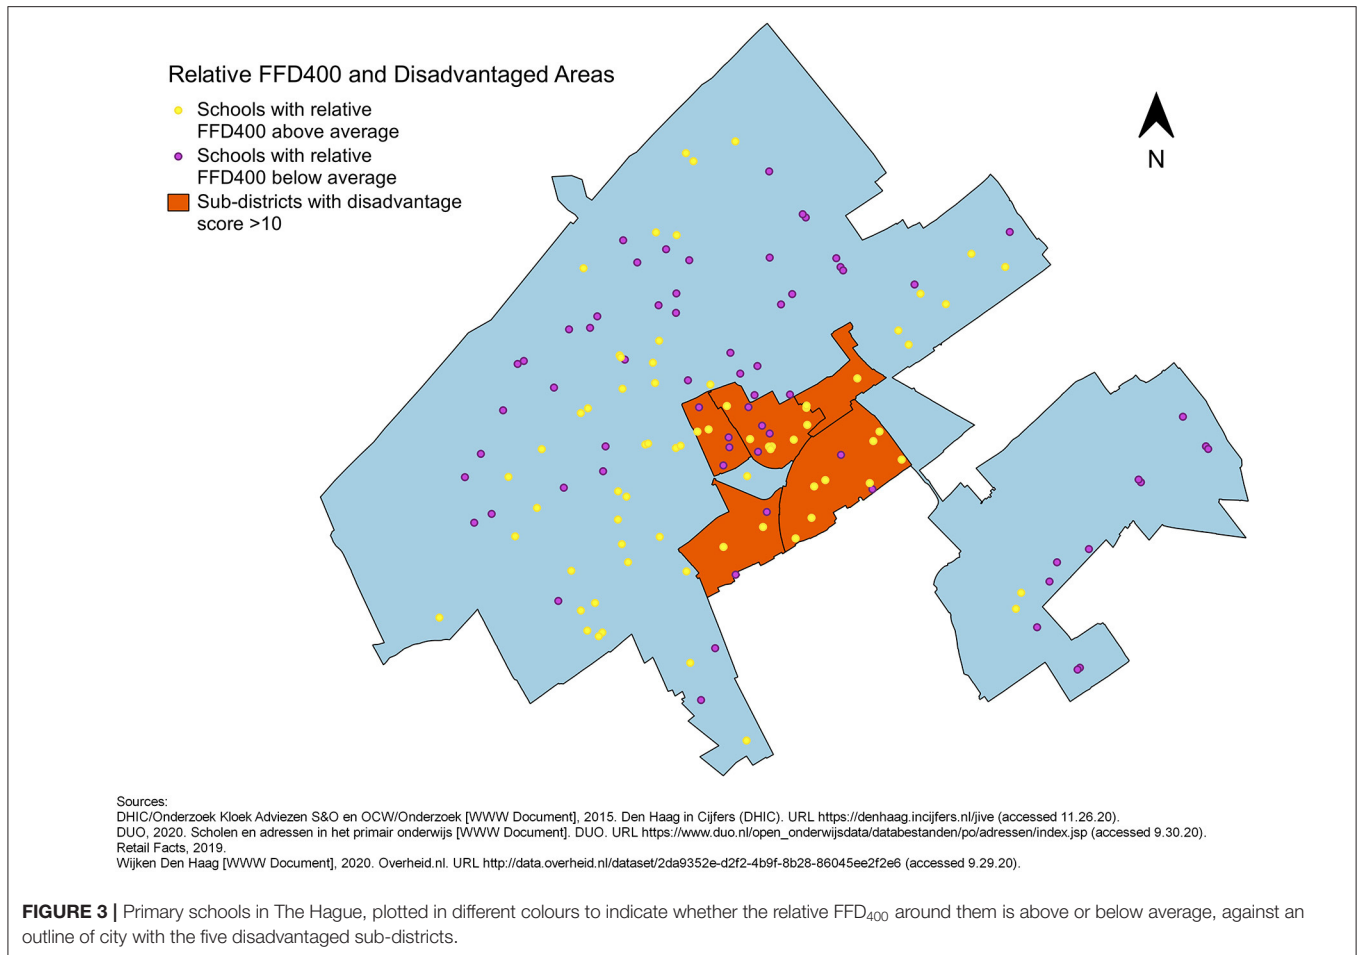 Relative FFD400 and Disadvantaged Areas
Schools with relative
FFD400 above average
Schools with relative
FFD400 below average
Sub-districts with disadvantage
score >10
N
Sources:
DHIC/Onderzoek Kloek Adviezen S&O en OCW/Onderzoek [WWW Document], 2015. Den Haag in Cijfers (DHIC). URL https://denhaag.incijfers.nl/jive (accessed 11.26.20).
DUO, 2020. Scholen en adressen in het primair onderwijs [WWW Document]. DUO. URL https://www.duo.nl/open_onderwijsdata/databestanden/po/adressen/index.jsp (accessed 9.30.20).
Retail Facts, 2019.
Wijken Den Haag [WWW Document], 2020. Overheid.nl. URL http://data.overheid.nl/dataset/2da9352e-d2f2-4b9f-8b28-86045ee2f2e6 (accessed 9.29.20).
FIGURE 3 | Primary schools in The Hague, plotted in different colours to indicate whether the relative FFD400 around them is above or below average, against an
outline of city with the five disadvantaged sub-districts.